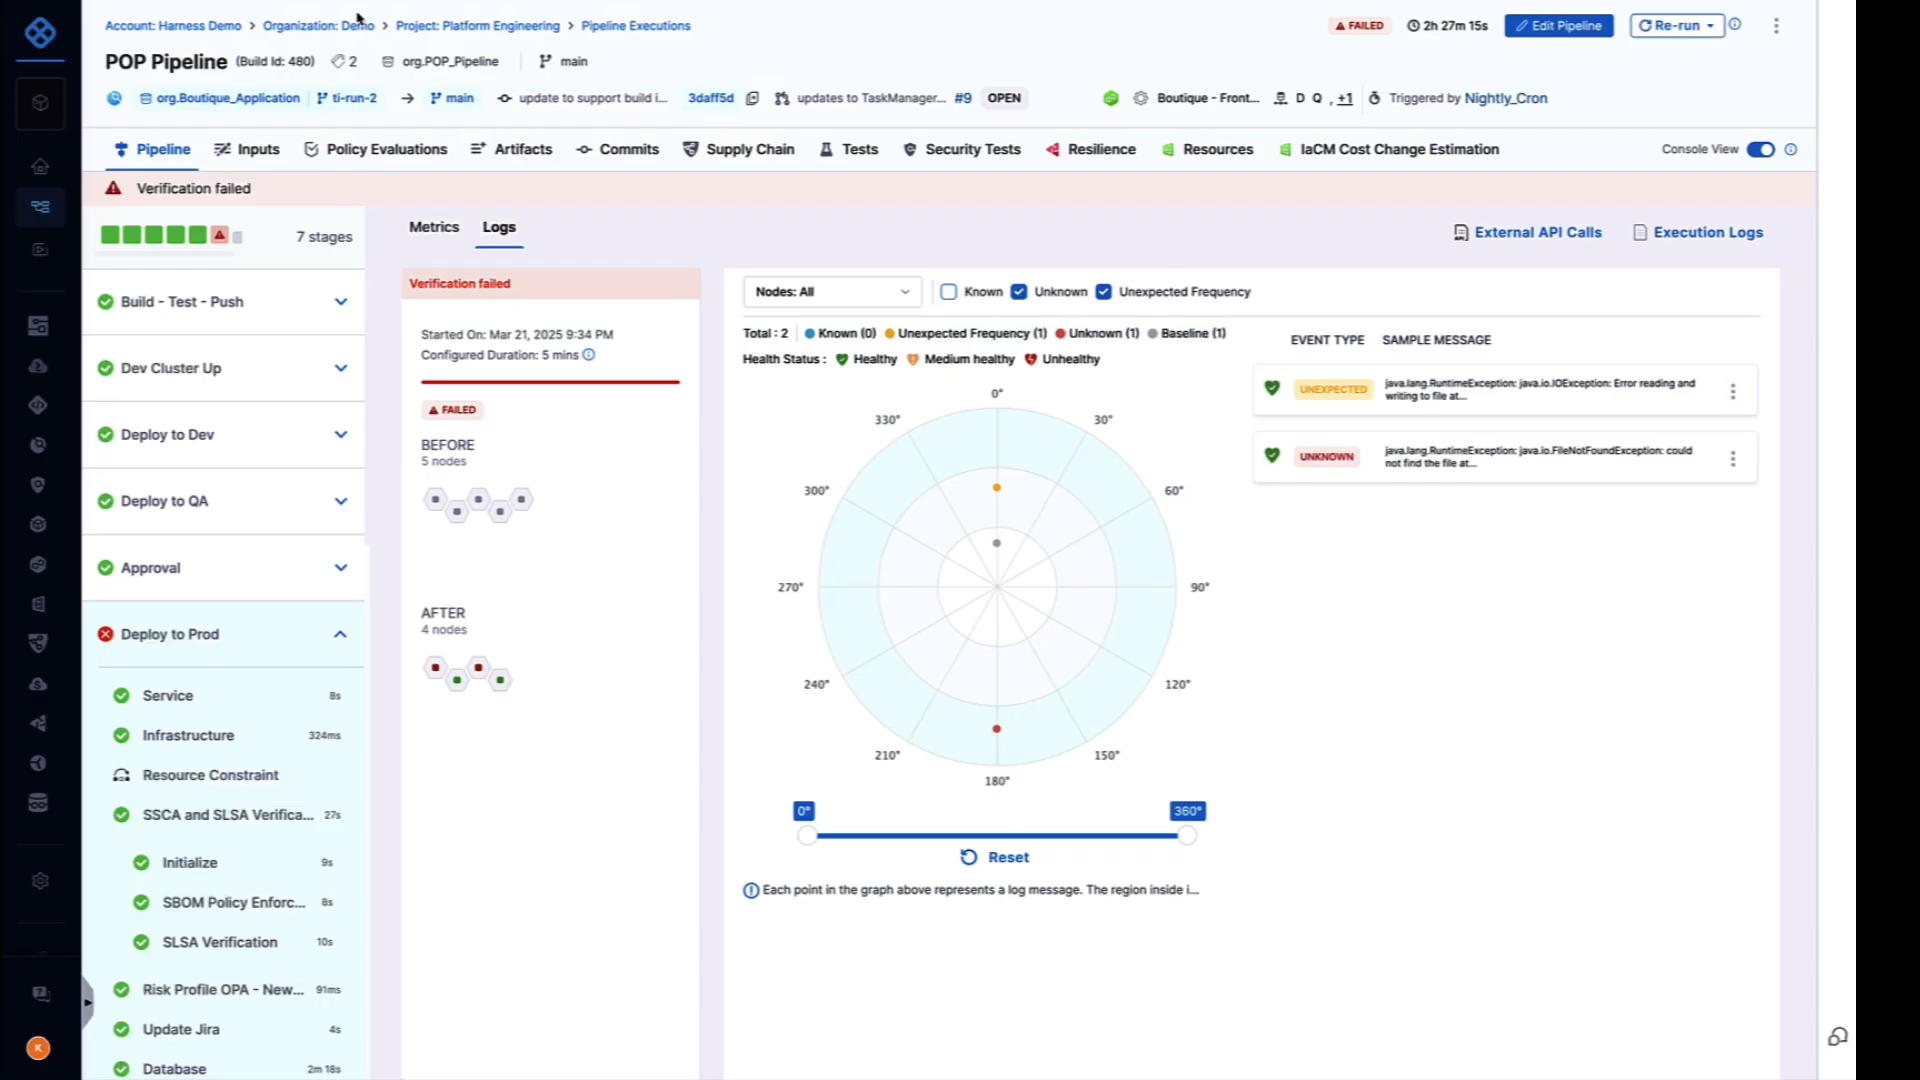 Account: Harness Demo > Organization: Demo > Project: Platform Engineering > Pipeline Executions
FAILED 2h 27m 15s Edit Pipeline Re-run
POP Pipeline (Build Id: 480) 2 org.POP_Pipeline main
org.Boutique_Application ti-run-2 → main update to support build i... 3daff5d updates to TaskManager... #9 OPEN Boutique - Front... D Q , +1 Triggered by Nightly_Cron
Pipeline Inputs Policy Evaluations Artifacts Commits Supply Chain Tests Security Tests Resilience Resources IaCM Cost Change Estimation Console View
Verification failed
7 stages
Build - Test - Push
Dev Cluster Up
Deploy to Dev
Deploy to QA
Approval
Deploy to Prod
Service 8s
Infrastructure 324ms
Resource Constraint
SSCA and SLSA Verifica... 27s
Initialize 9s
SBOM Policy Enforc... 8s
SLSA Verification 10s
Risk Profile OPA - New... 91ms
Update Jira 4s
Database 2m 18s
K
Metrics Logs
External API Calls Execution Logs
Verification failed
Started On: Mar 21, 2025 9:34 PM
Configured Duration: 5 mins
FAILED
BEFORE
5 nodes
AFTER
4 nodes
Nodes: All Known Unknown Unexpected Frequency
Total : 2 Known (0) Unexpected Frequency (1) Unknown (1) Baseline (1)
Health Status : Healthy Medium healthy Unhealthy
0°
330° 30°
300° 60°
270° 90°
240° 120°
210° 150°
180°
0° 360°
Reset
Each point in the graph above represents a log message. The region inside i...
EVENT TYPE SAMPLE MESSAGE
UNEXPECTED java.lang.RuntimeException: java.io.IOException: Error reading and
writing to file at...
UNKNOWN java.lang.RuntimeException: java.io.FileNotFoundException: could
not find the file at...